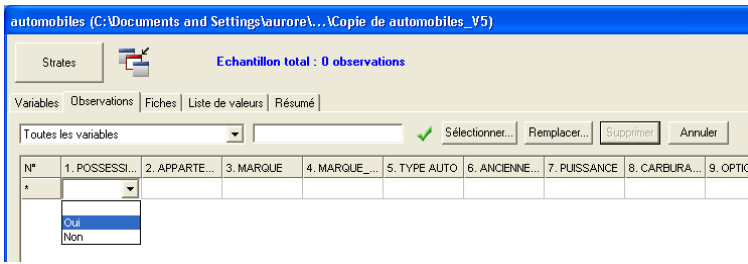 automobiles (C:\Documents and Settings\aurore\...\Copie de automobiles_V5)
Strates Echantillon total : 0 observations
Variables Observations Fiches Liste de valeurs Résumé
Toutes les variables Sélectionner... Remplacer... Supprimer Annuler
N° 1. POSSESSI... 2. APPARTE... 3. MARQUE 4. MARQUE_... 5. TYPE AUTO 6. ANCIENNE... 7. PUISSANCE 8. CARBURA... 9. OPTIO
*
Oui
Non